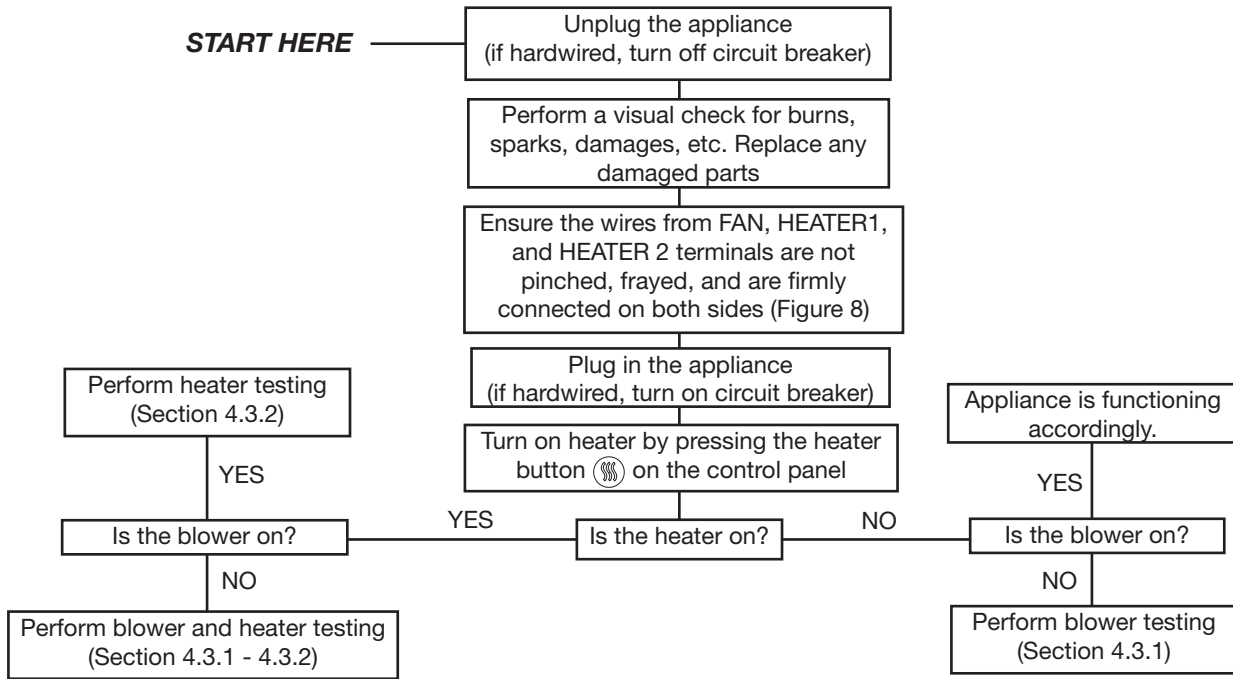 START HERE
Unplug the appliance
(if hardwired, turn off circuit breaker)
Perform a visual check for burns,
sparks, damages, etc. Replace any
damaged parts
Ensure the wires from FAN, HEATER1,
and HEATER 2 terminals are not
pinched, frayed, and are firmly
connected on both sides (Figure 8)
Plug in the appliance
(if hardwired, turn on circuit breaker)
Turn on heater by pressing the heater
button on the control panel
Is the heater on?
YES
Is the blower on?
YES
Perform heater testing
(Section 4.3.2)
NO
Perform blower and heater testing
(Section 4.3.1 - 4.3.2)
NO
Is the blower on?
YES
Appliance is functioning
accordingly.
NO
Perform blower testing
(Section 4.3.1)